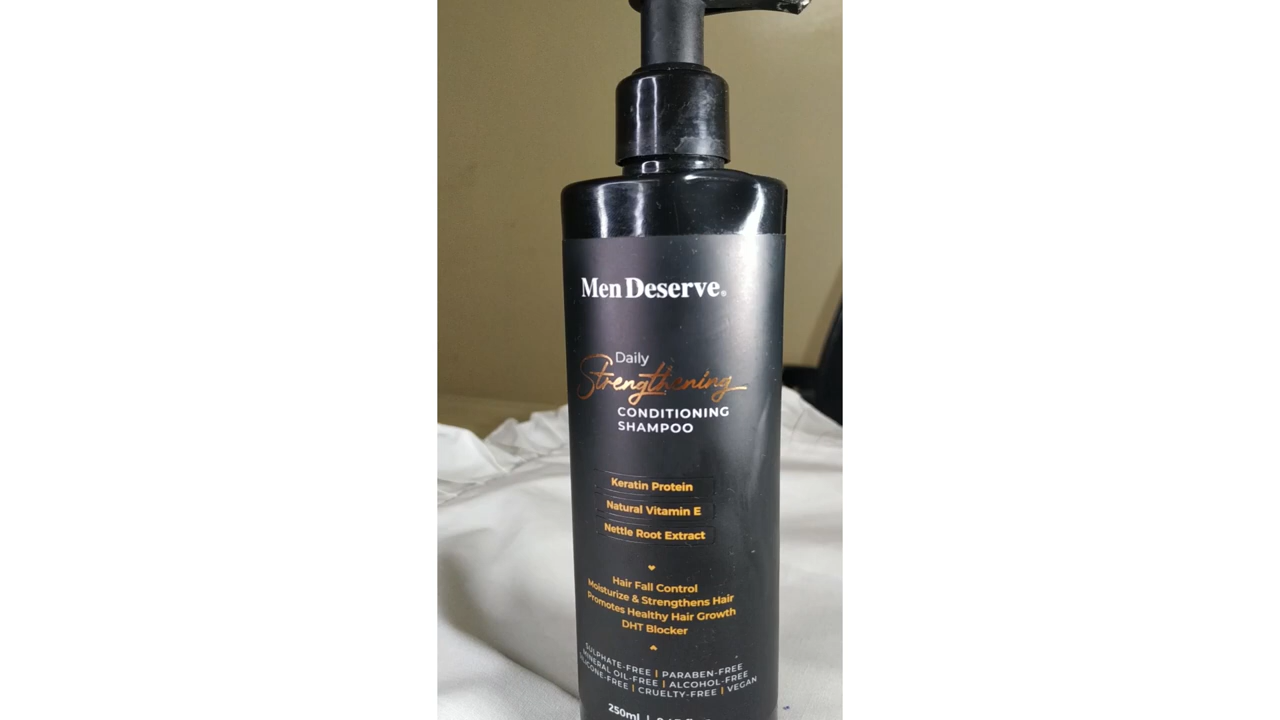 Men Deserve®
Daily
Strengthening
CONDITIONING
SHAMPOO
Keratin Protein
Natural Vitamin E
Nettle Root Extract
Hair Fall Control
Moisturize & Strengthens Hair
Promotes Healthy Hair Growth
DHT Blocker
SULPHATE-FREE | PARABEN-FREE
MINERAL OIL-FREE | ALCOHOL-FREE
SILICONE-FREE | CRUELTY-FREE | VEGAN
250ml |